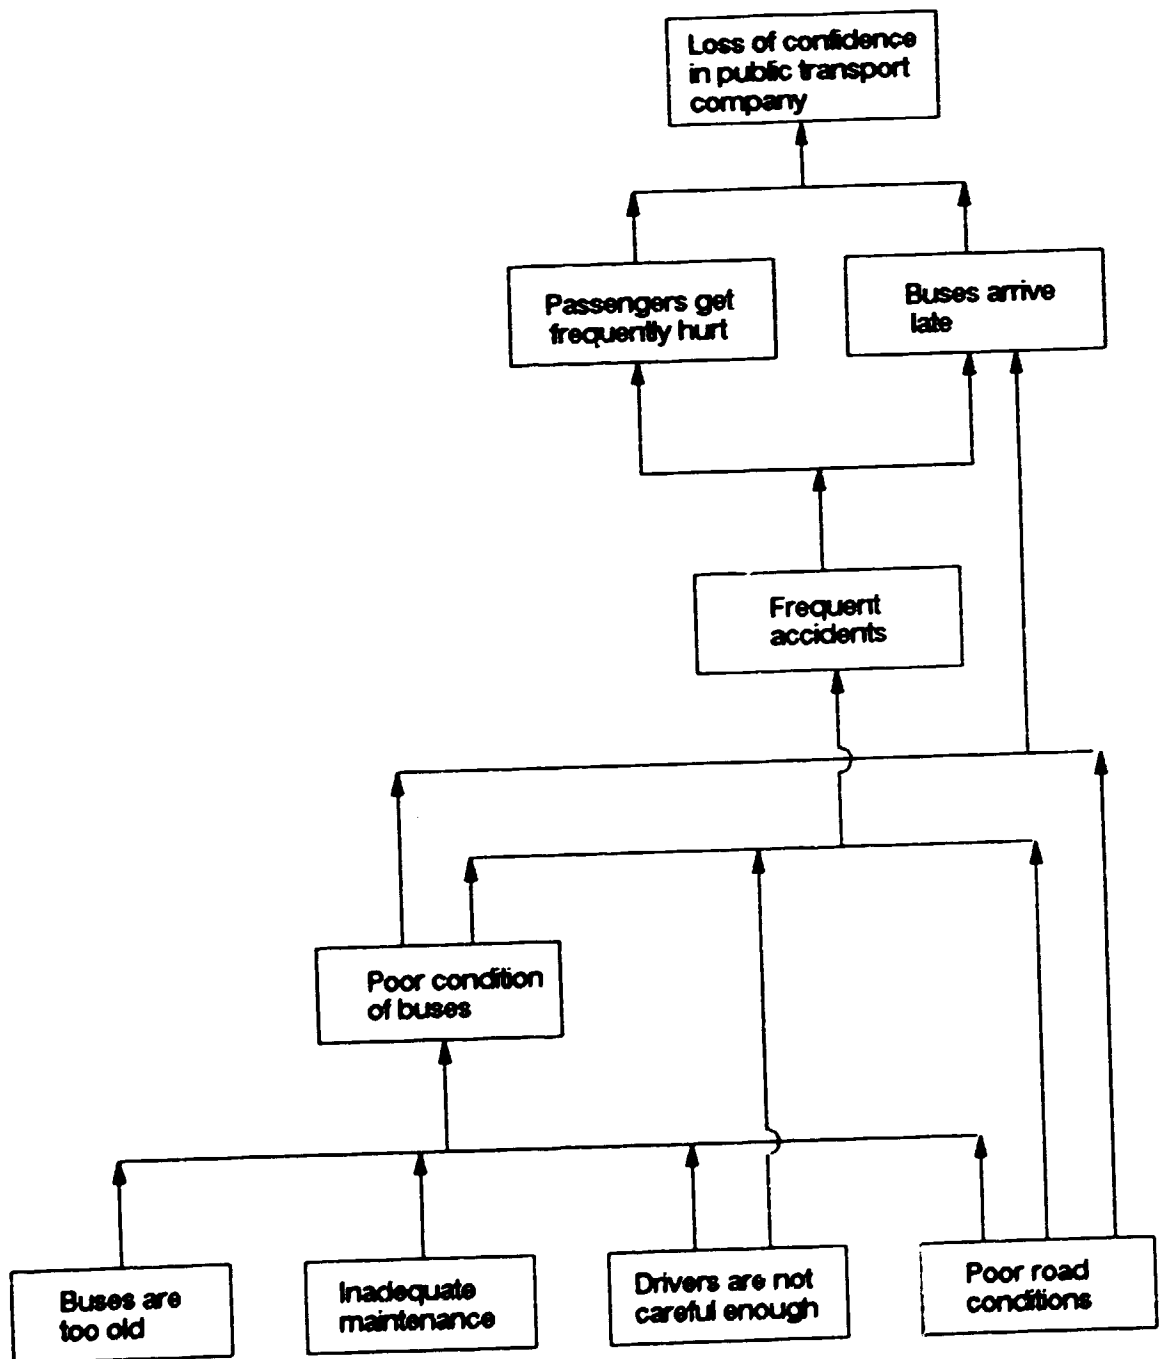 Loss of confidence
in public transport
company
Passengers get
frequently hurt
Buses arrive
late
Frequent
accidents
Poor condition
of buses
Buses are
too old
Inadequate
maintenance
Drivers are not
careful enough
Poor road
conditions